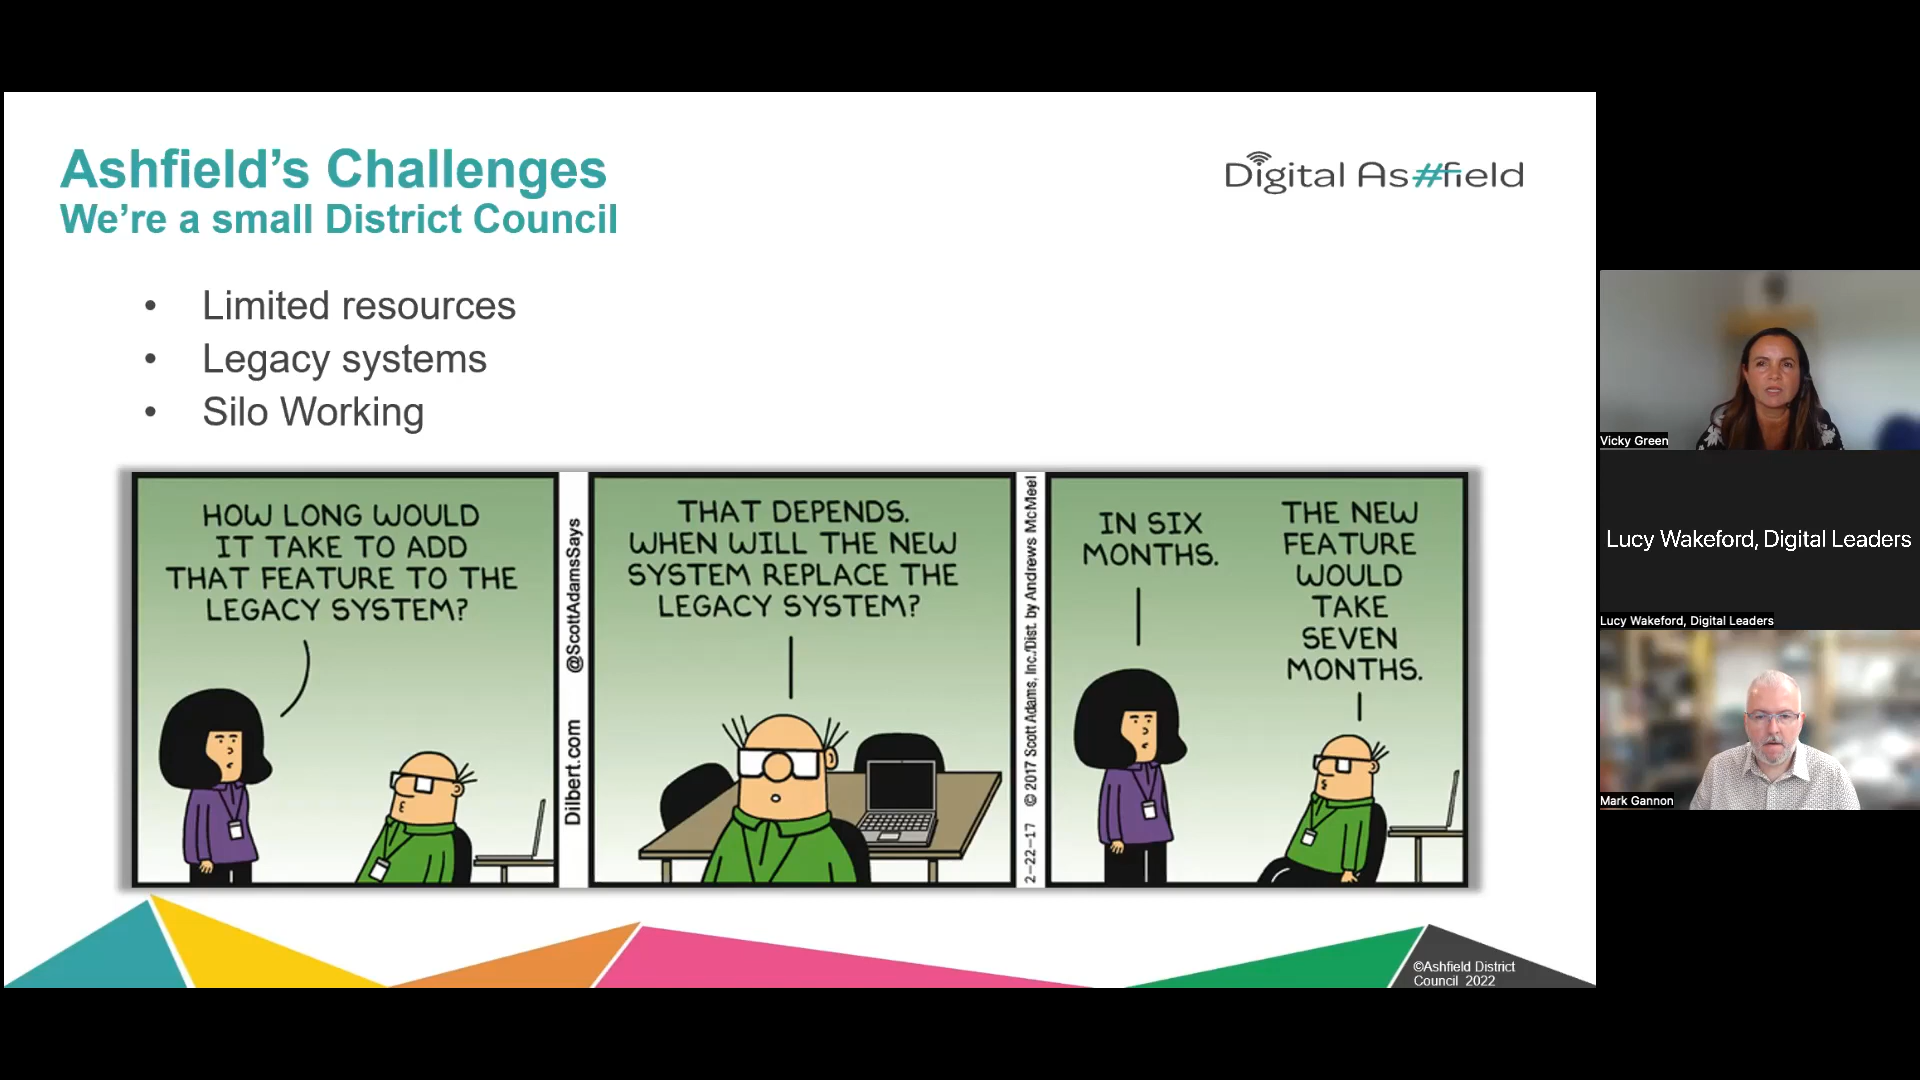 Ashfield’s Challenges
We’re a small District Council
Digital As#field
• Limited resources
• Legacy systems
• Silo Working
HOW LONG WOULD
IT TAKE TO ADD
THAT FEATURE TO THE
LEGACY SYSTEM?
Dilbert.com @ScottAdamsSays
THAT DEPENDS.
WHEN WILL THE NEW
SYSTEM REPLACE THE
LEGACY SYSTEM?
2-22-17 © 2017 Scott Adams, Inc./Dist. by Andrews McMeel
IN SIX
MONTHS.
THE NEW
FEATURE
WOULD
TAKE
SEVEN
MONTHS.
©Ashfield District
Council 2022
Vicky Green
Lucy Wakeford, Digital Leaders
Lucy Wakeford, Digital Leaders
Mark Gannon